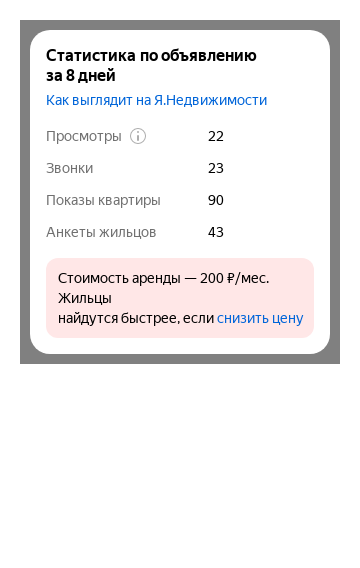 Статистика по объявлению
за 8 дней
Как выглядит на Я.Недвижимости
Просмотры 22
Звонки 23
Показы квартиры 90
Анкеты жильцов 43
Стоимость аренды — 200 ₽/мес.
Жильцы
найдутся быстрее, если снизить цену